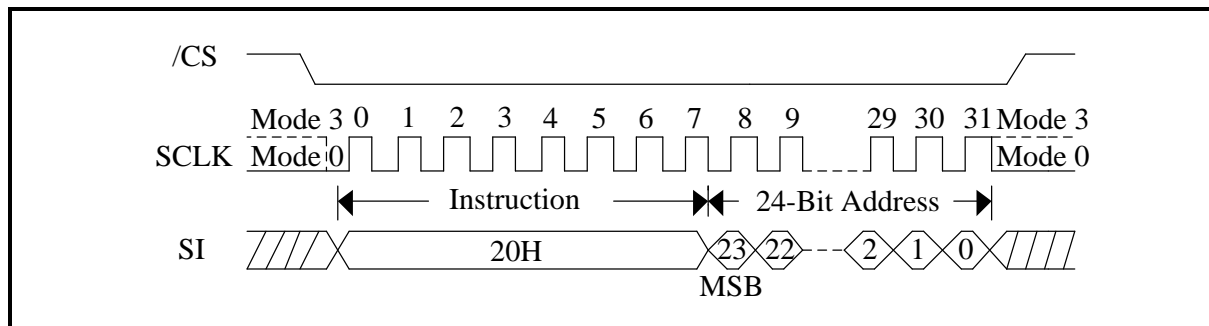 /CS
Mode 3 0 1 2 3 4 5 6 7 8 9 29 30 31 Mode 3
SCLK Mode 0 Mode 0
Instruction 24-Bit Address
SI 20H 23 22 2 1 0
MSB